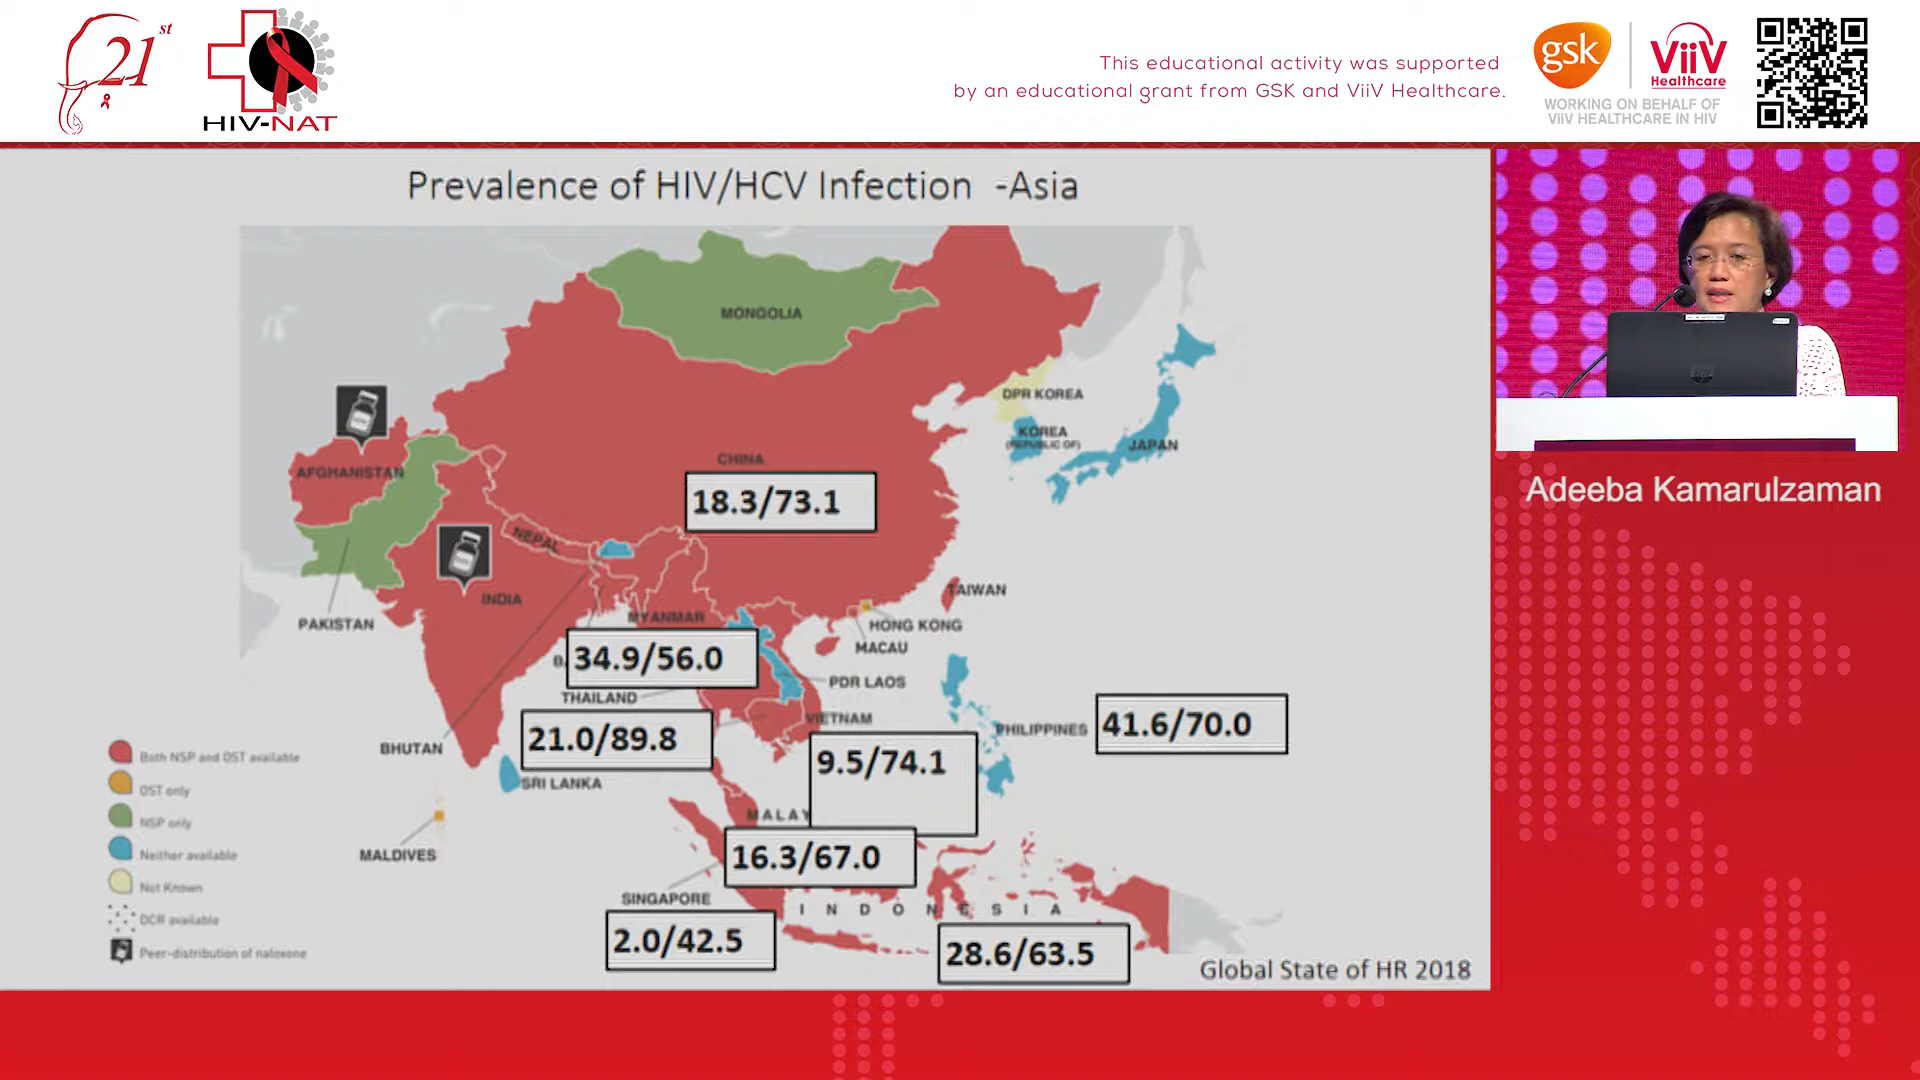 21st
HIV-NAT
This educational activity was supported
by an educational grant from GSK and ViiV Healthcare.
gsk
ViiV
Healthcare
WORKING ON BEHALF OF
ViiV HEALTHCARE IN HIV
Prevalence of HIV/HCV Infection -Asia
MONGOLIA
DPR KOREA
KOREA
(REPUBLIC OF)
JAPAN
AFGHANISTAN
CHINA
18.3/73.1
NEPAL
INDIA
PAKISTAN
TAIWAN
MYANMAR
HONG KONG
MACAU
34.9/56.0
PDR LAOS
THAILAND
VIETNAM
PHILIPPINES
41.6/70.0
21.0/89.8
BHUTAN
9.5/74.1
SRI LANKA
MALAY
MALDIVES
16.3/67.0
SINGAPORE
INDONESIA
2.0/42.5
28.6/63.5
Both NSP and OST available
OST only
NSP only
Neither available
Not Known
DCR available
Peer-distribution of naloxone
Global State of HR 2018
Adeeba Kamarulzaman